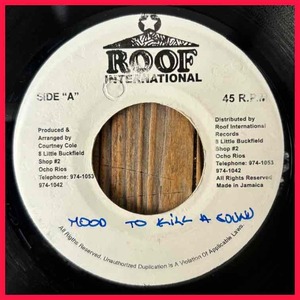 ROOF
INTERNATIONAL
SIDE "A"
45 R.P.M
Produced &
Arranged by
Courtney Cole
8 Little Buckfield
Shop #2
Ocho Rios
Telephone: 974-1053
974-1042
Distributed by
Roof International
Records
8 Little Buckfield
Shop #2
Ocho Rios
Telephone: 974-1053
974-1042
All Rights Reserved
Made in Jamaica
MOOD TO KILL A SOUND
All Rights Reserved. Unauthorized Duplication Is A Violation Of Applicable Laws.